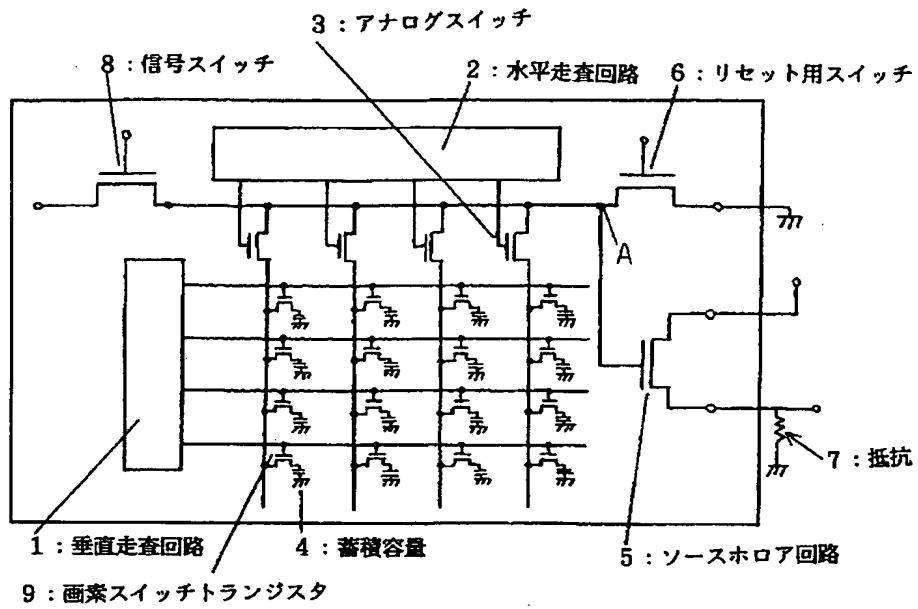 3：アナログスイッチ
8：信号スイッチ
2：水平走査回路
6：リセット用スイッチ
A
7：抵抗
1：垂直走査回路
4：蓄積容量
5：ソースホロア回路
9：画素スイッチトランジスタ